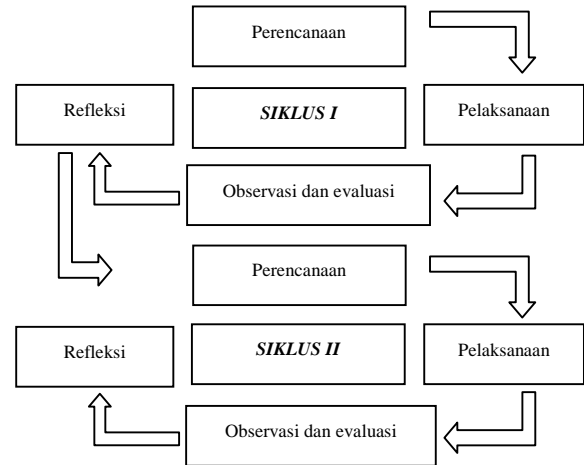 Perencanaan
Refleksi
SIKLUS I
Pelaksanaan
Observasi dan evaluasi
Perencanaan
Refleksi
SIKLUS II
Pelaksanaan
Observasi dan evaluasi